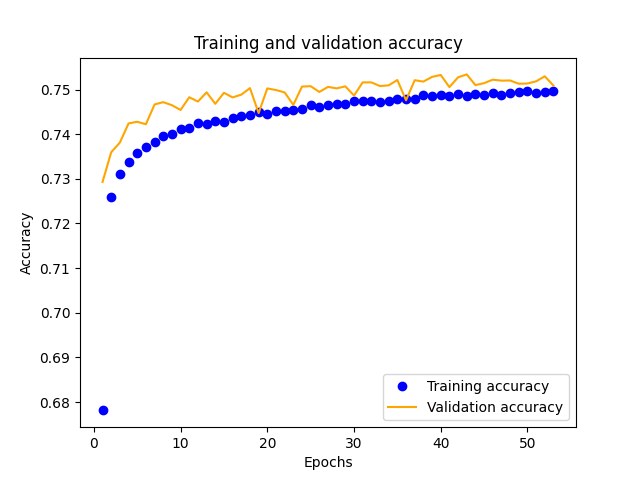 Training and validation accuracy
Accuracy
0.75
0.74
0.73
0.72
0.71
0.70
0.69
0.68
0
10
20
30
40
50
Epochs
Training accuracy
Validation accuracy